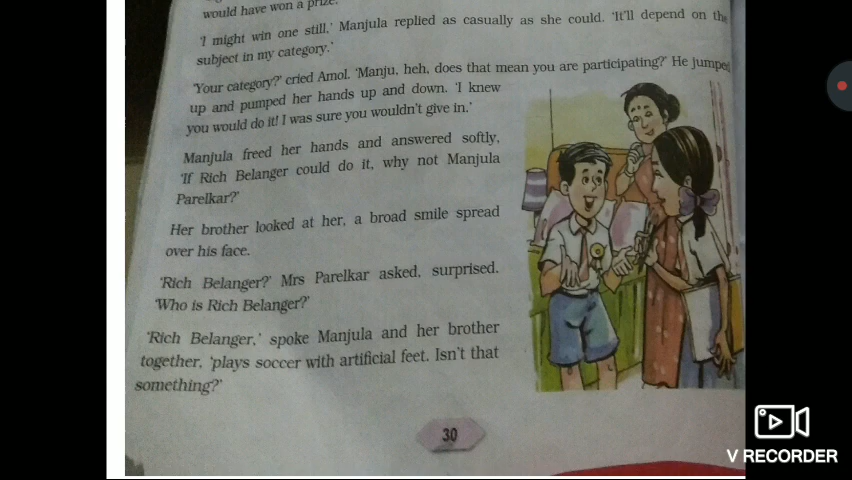 would have won a prize.
'I might win one still,' Manjula replied as casually as she could. 'It'll depend on the
subject in my category.'
'Your category?' cried Amol. 'Manju, heh, does that mean you are participating?' He jumped
up and pumped her hands up and down. 'I knew
you would do it! I was sure you wouldn't give in.'
Manjula freed her hands and answered softly,
'If Rich Belanger could do it, why not Manjula
Parelkar?'
Her brother looked at her, a broad smile spread
over his face.
'Rich Belanger?' Mrs Parelkar asked, surprised.
'Who is Rich Belanger?'
'Rich Belanger,' spoke Manjula and her brother
together, 'plays soccer with artificial feet. Isn't that
something?'
30
V RECORDER